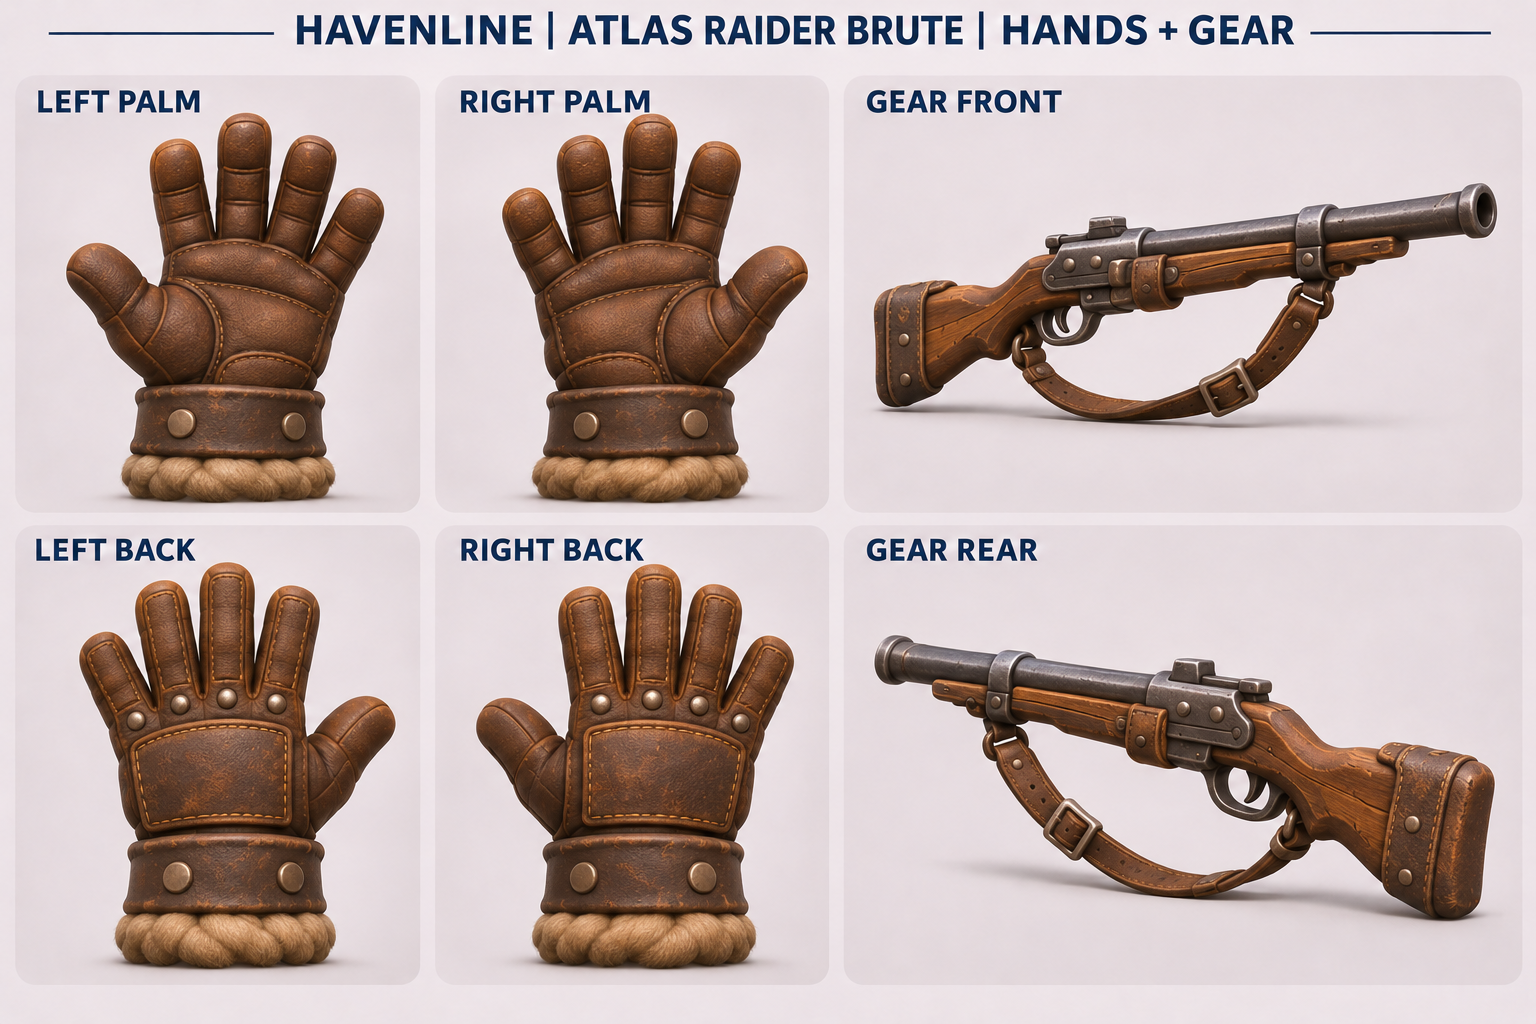 HAVENLINE | ATLAS RAIDER BRUTE | HANDS + GEAR
LEFT PALM
RIGHT PALM
GEAR FRONT
LEFT BACK
RIGHT BACK
GEAR REAR